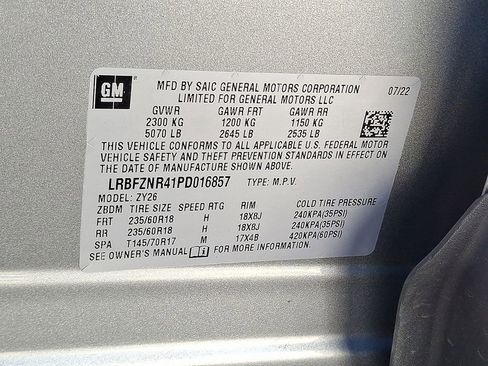 GM
MFD BY SAIC GENERAL MOTORS CORPORATION 07/22
LIMITED FOR GENERAL MOTORS LLC
GVWR GAWR FRT GAWR RR
2300 KG 1200 KG 1150 KG
5070 LB 2645 LB 2535 LB
THIS VEHICLE CONFORMS TO ALL APPLICABLE U.S. FEDERAL MOTOR
VEHICLE SAFETY AND THEFT PREVENTION STANDARDS IN EFFECT ON
THE DATE OF MANUFACTURE SHOWN ABOVE.
LRBFZNR41PD016857 TYPE: M.P.V.
MODEL: ZY26
ZBDM TIRE SIZE SPEED RTG RIM COLD TIRE PRESSURE
FRT 235/60R18 H 18X8J 240KPA(35PSI)
RR 235/60R18 H 18X8J 240KPA(35PSI)
SPA T145/70R17 M 17X4B 420KPA(60PSI)
SEE OWNER'S MANUAL FOR MORE INFORMATION.